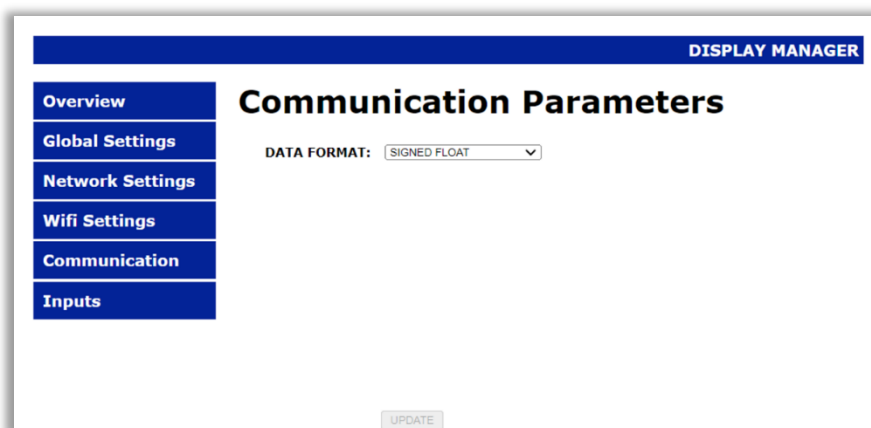 DISPLAY MANAGER
Overview
Global Settings
Network Settings
Wifi Settings
Communication
Inputs
Communication Parameters
DATA FORMAT: SIGNED FLOAT
UPDATE